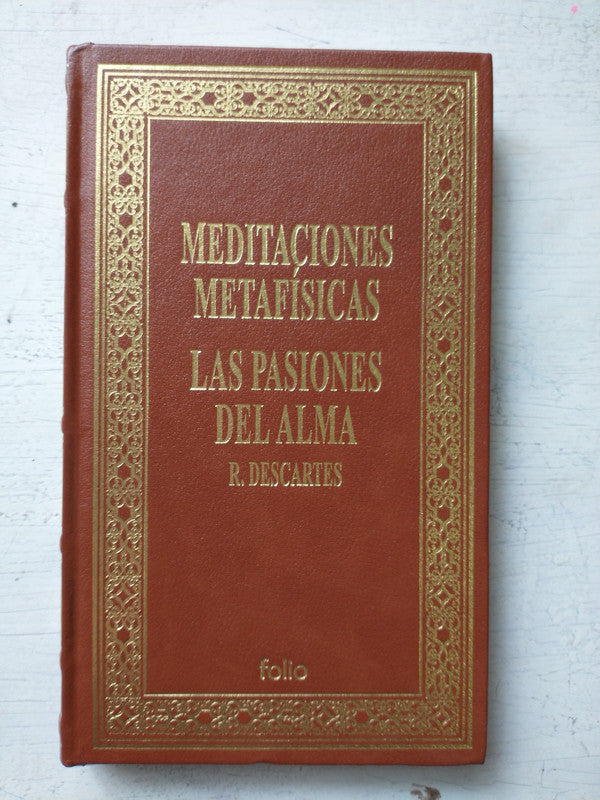 MEDITACIONES
METAFÍSICAS
LAS PASIONES
DEL ALMA
R. DESCARTES
folio